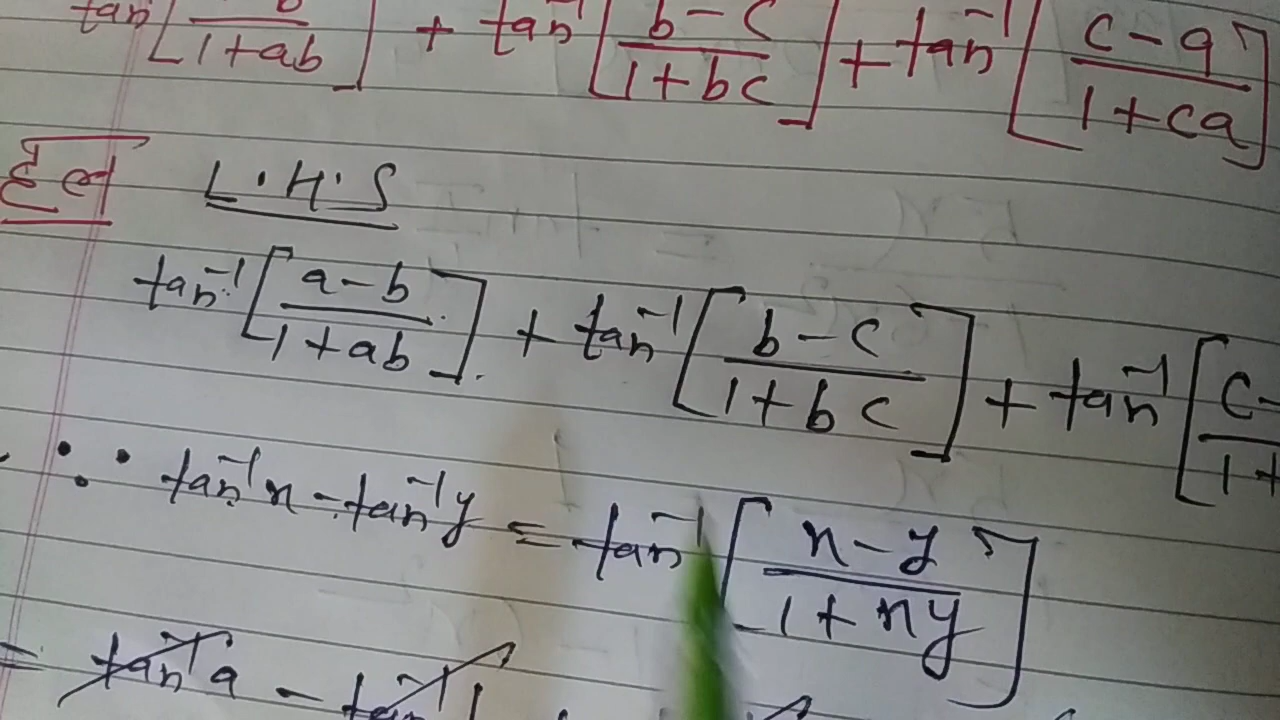 tan⁻¹[ b / 1+ab ] + tan⁻¹[ b-c / 1+bc ] + tan⁻¹[ c-a / 1+ca ]
हल L.H.S
tan⁻¹[ a-b / 1+ab ] + tan⁻¹[ b-c / 1+bc ] + tan⁻¹[ c- / 1+
∵ tan⁻¹x - tan⁻¹y = tan⁻¹[ x-y / 1+xy ]
= tan⁻¹a - tan⁻¹